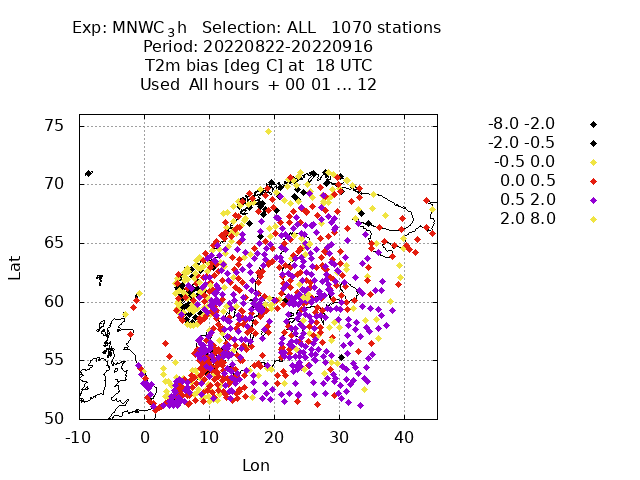 Exp: MNWC3h Selection: ALL 1070 stations
Period: 20220822-20220916
T2m bias [deg C] at 18 UTC
Used All hours + 00 01 ... 12
-8.0 -2.0
-2.0 -0.5
-0.5 0.0
0.0 0.5
0.5 2.0
2.0 8.0
75
70
65
60
55
50
Lat
-10 0 10 20 30 40
Lon